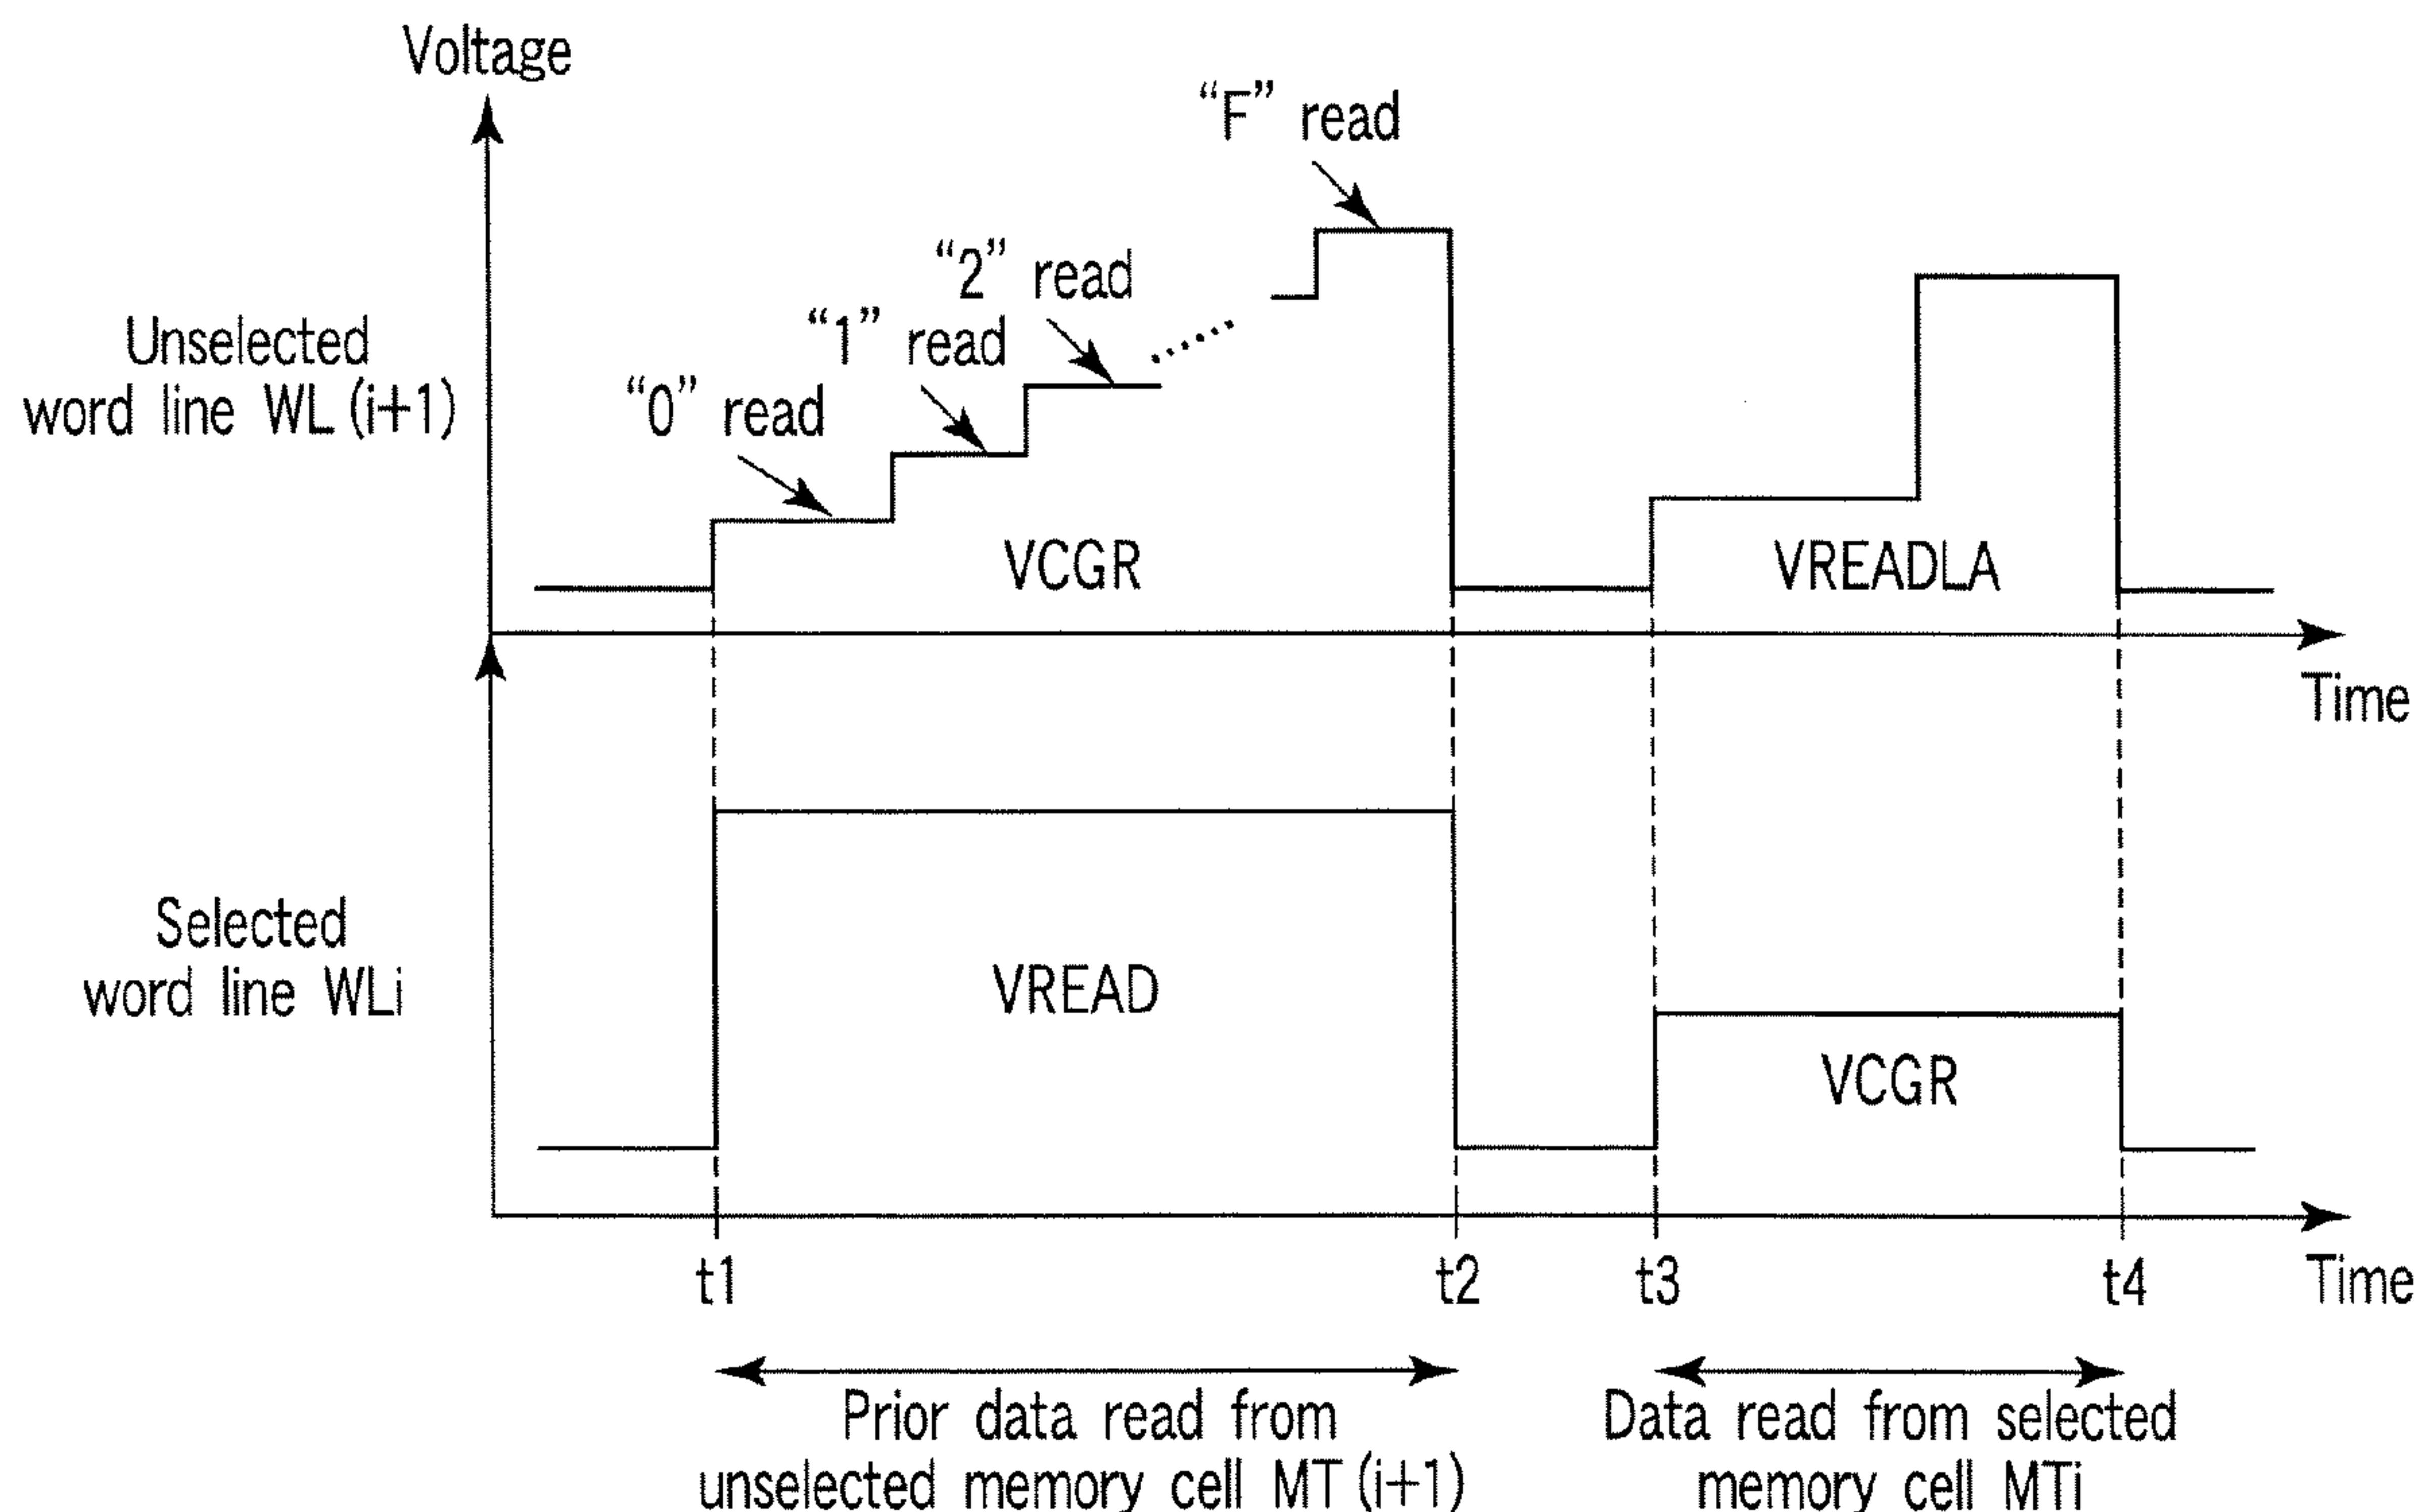 Voltage
“F” read
“2” read
“1” read
“0” read
Unselected
word line WL (i+1)
VCGR
VREADLA
Time
Selected
word line WLi
VREAD
VCGR
t1
t2
t3
t4
Time
Prior data read from
unselected memory cell MT (i+1)
Data read from selected
memory cell MTi